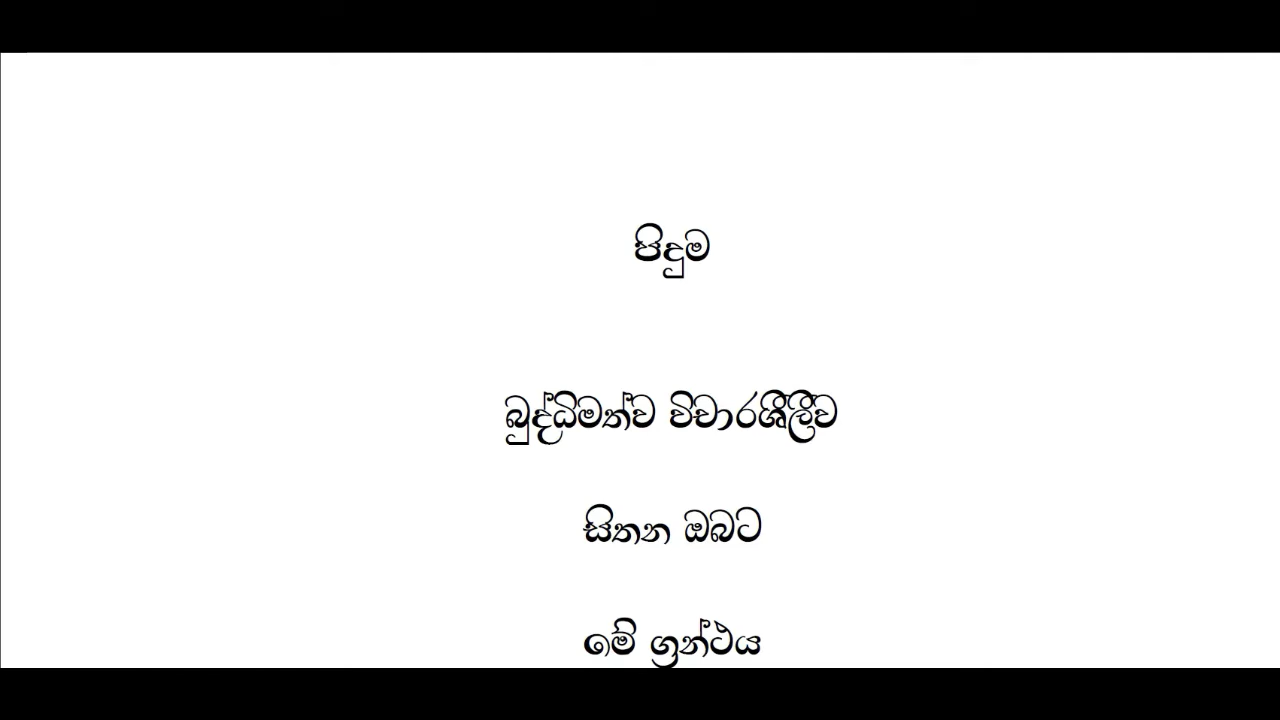 පිදුම
බුද්ධිමත්ව විචාරශීලීව
සිතන ඔබට
මේ ග්‍රන්ථය